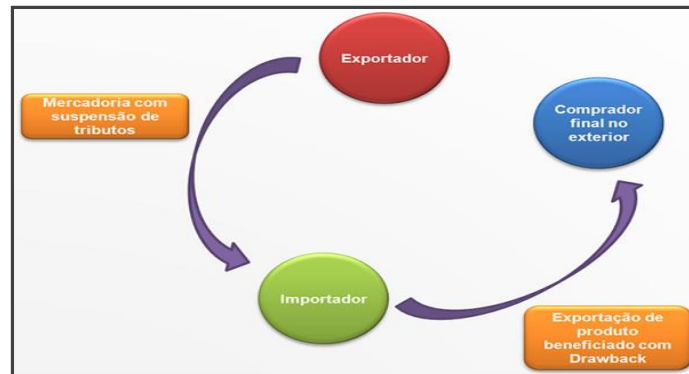 Exportador
Mercadoria com
suspensão de
tributos
Comprador
final no
exterior
Importador
Exportação de
produto
beneficiado com
Drawback